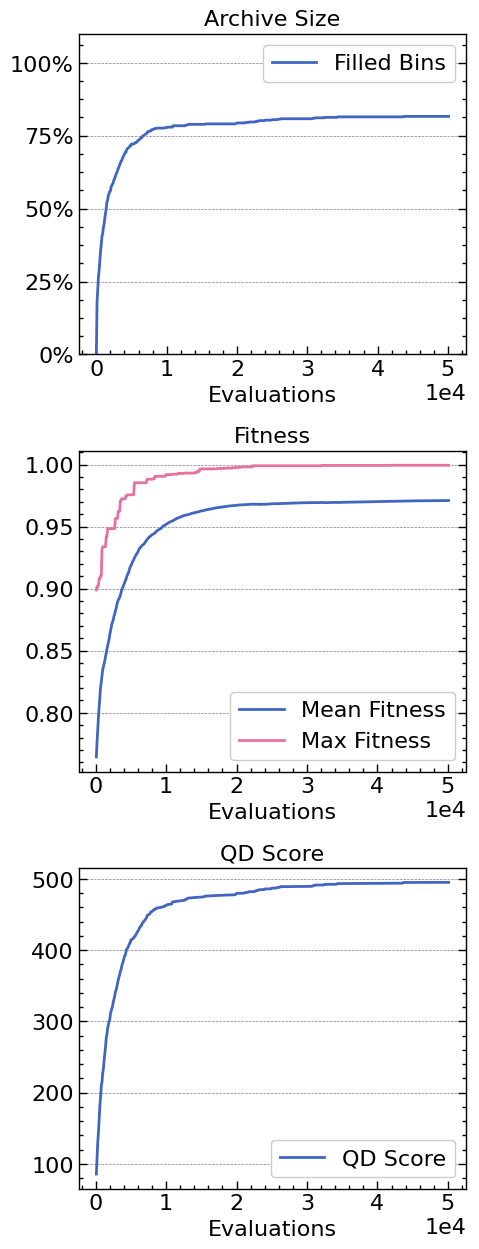 Archive Size
100%
75%
50%
25%
0%
Filled Bins
0 1 2 3 4 5
1e4
Evaluations
Fitness
1.00
0.95
0.90
0.85
0.80
Mean Fitness
Max Fitness
0 1 2 3 4 5
1e4
Evaluations
QD Score
500
400
300
200
100
QD Score
0 1 2 3 4 5
1e4
Evaluations